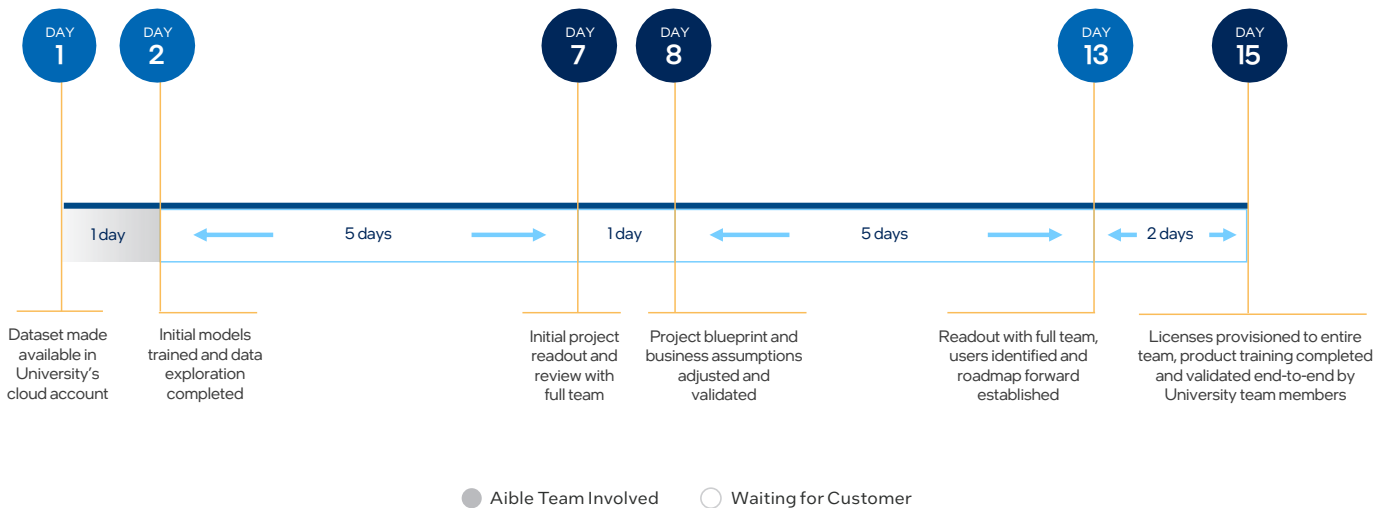 DAY
1
DAY
2
DAY
7
DAY
8
DAY
13
DAY
15
1 day
5 days
1 day
5 days
2 days
Dataset made
available in
University’s
cloud account
Initial models
trained and data
exploration
completed
Initial project
readout and
review with
full team
Project blueprint and
business assumptions
adjusted and
validated
Readout with full team,
users identified and
roadmap forward
established
Licenses provisioned to entire
team, product training completed
and validated end-to-end by
University team members
Aible Team Involved
Waiting for Customer